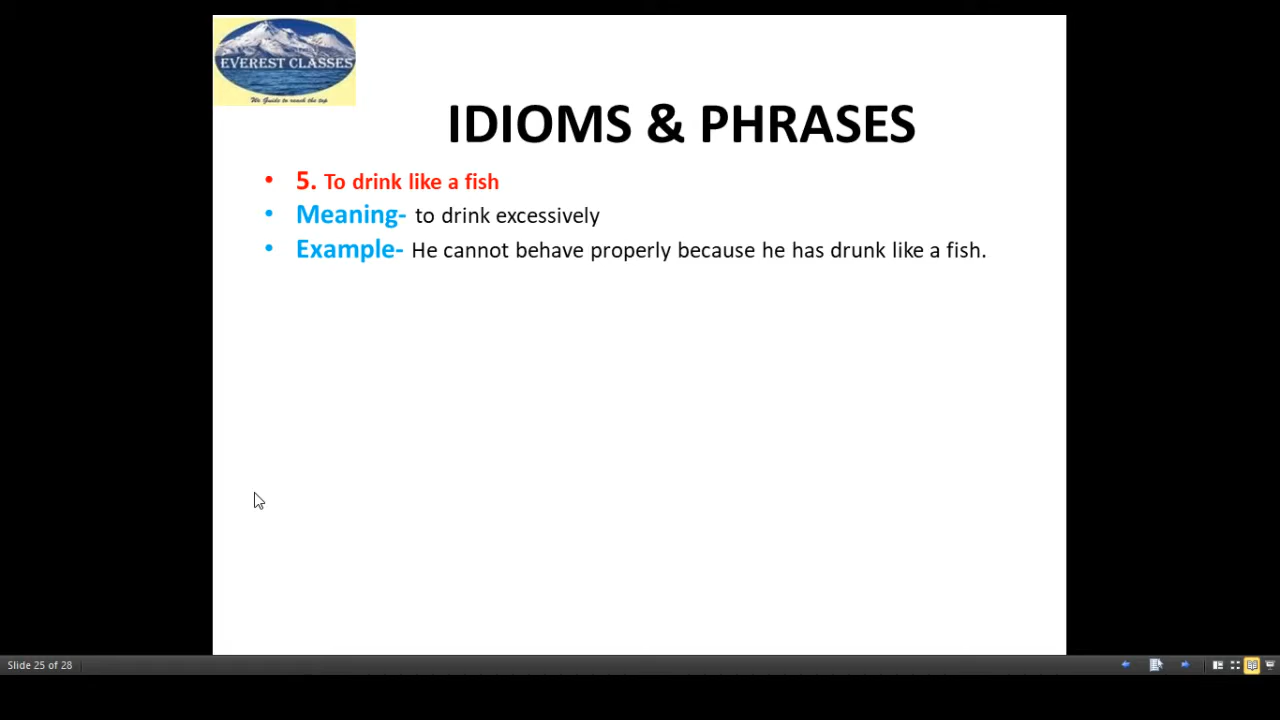 EVEREST CLASSES
We Guide to reach the top
IDIOMS & PHRASES
• 5. To drink like a fish
• Meaning- to drink excessively
• Example- He cannot behave properly because he has drunk like a fish.
Slide 25 of 28